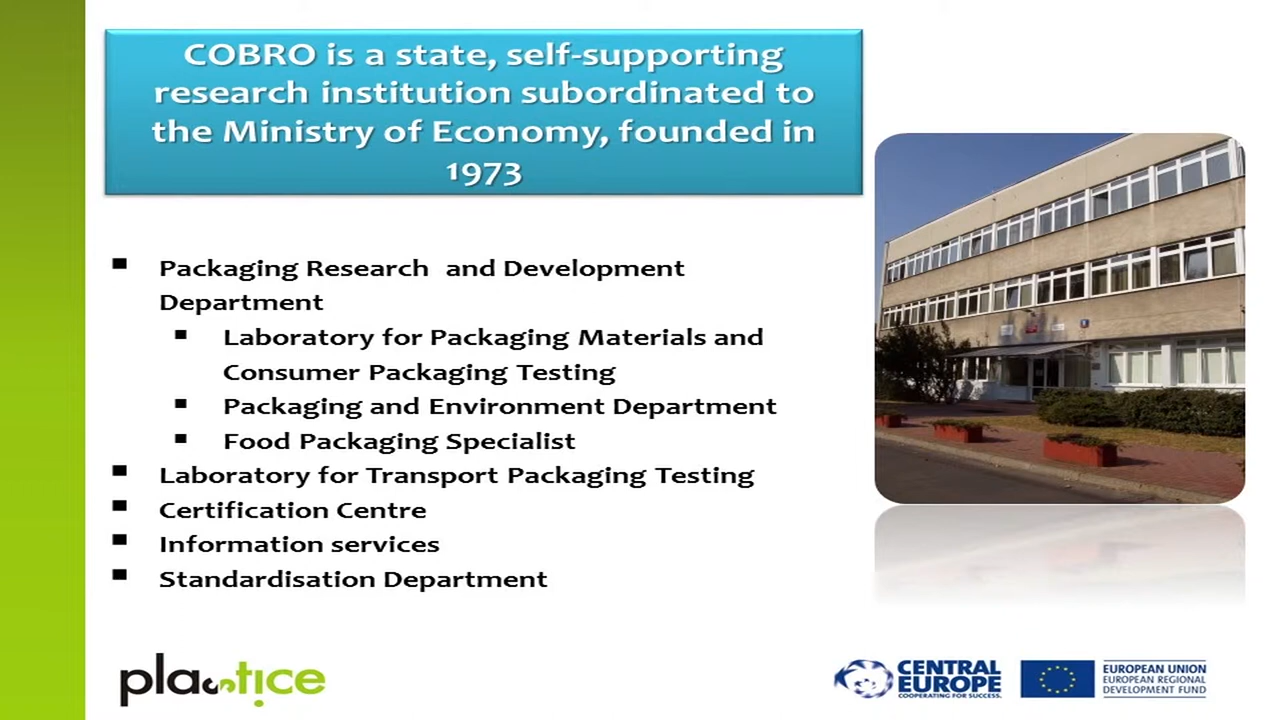 COBRO is a state, self-supporting
research institution subordinated to
the Ministry of Economy, founded in
1973
Packaging Research and Development
Department
Laboratory for Packaging Materials and
Consumer Packaging Testing
Packaging and Environment Department
Food Packaging Specialist
Laboratory for Transport Packaging Testing
Certification Centre
Information services
Standardisation Department
plastice
CENTRAL
EUROPE
COOPERATING FOR SUCCESS.
EUROPEAN UNION
EUROPEAN REGIONAL
DEVELOPMENT FUND